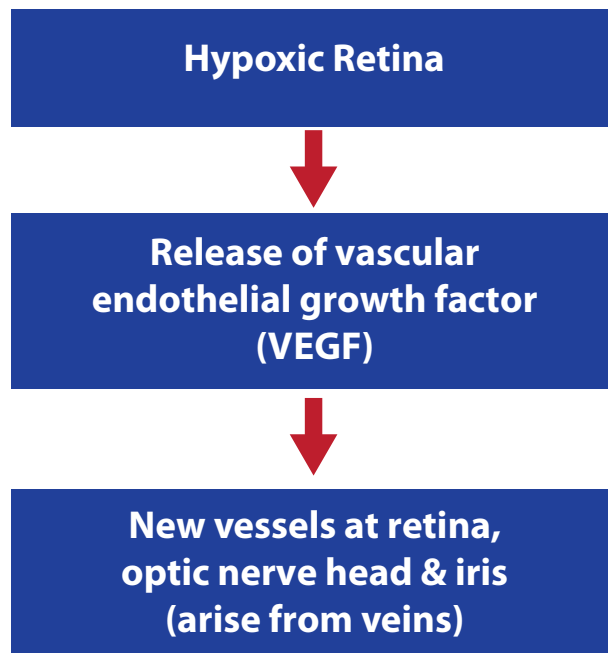 Hypoxic Retina
Release of vascular
endothelial growth factor
(VEGF)
New vessels at retina,
optic nerve head & iris
(arise from veins)